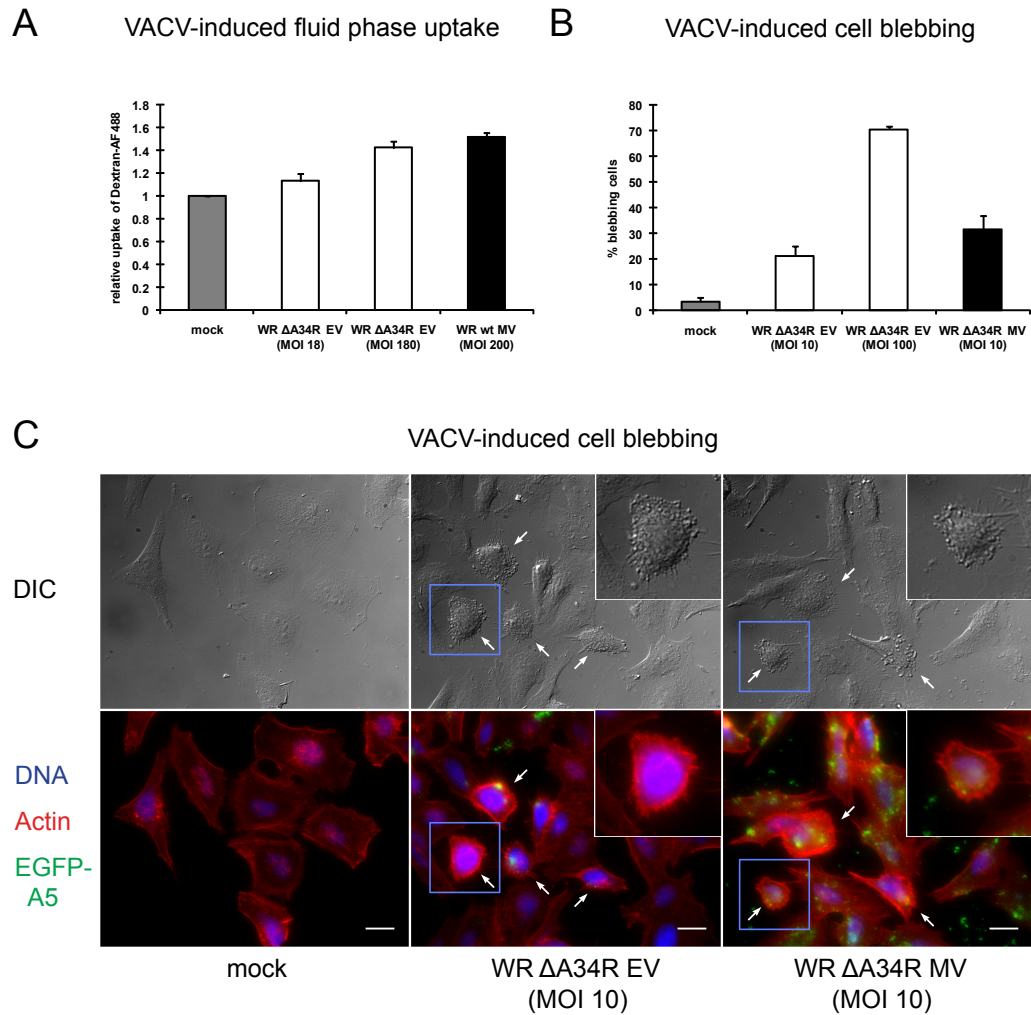 A
VACV-induced fluid phase uptake
relative uptake of Dextran-AF488
1.8
1.6
1.4
1.2
1
0.8
0.6
0.4
0.2
0
mock
WR ΔA34R EV
(MOI 18)
WR ΔA34R EV
(MOI 180)
WR wt MV
(MOI 200)
B
VACV-induced cell blebbing
% blebbing cells
80
70
60
50
40
30
20
10
0
mock
WR ΔA34R EV
(MOI 10)
WR ΔA34R EV
(MOI 100)
WR ΔA34R MV
(MOI 10)
C
VACV-induced cell blebbing
DIC
DNA
Actin
EGFP-
A5
mock
WR ΔA34R EV
(MOI 10)
WR ΔA34R MV
(MOI 10)